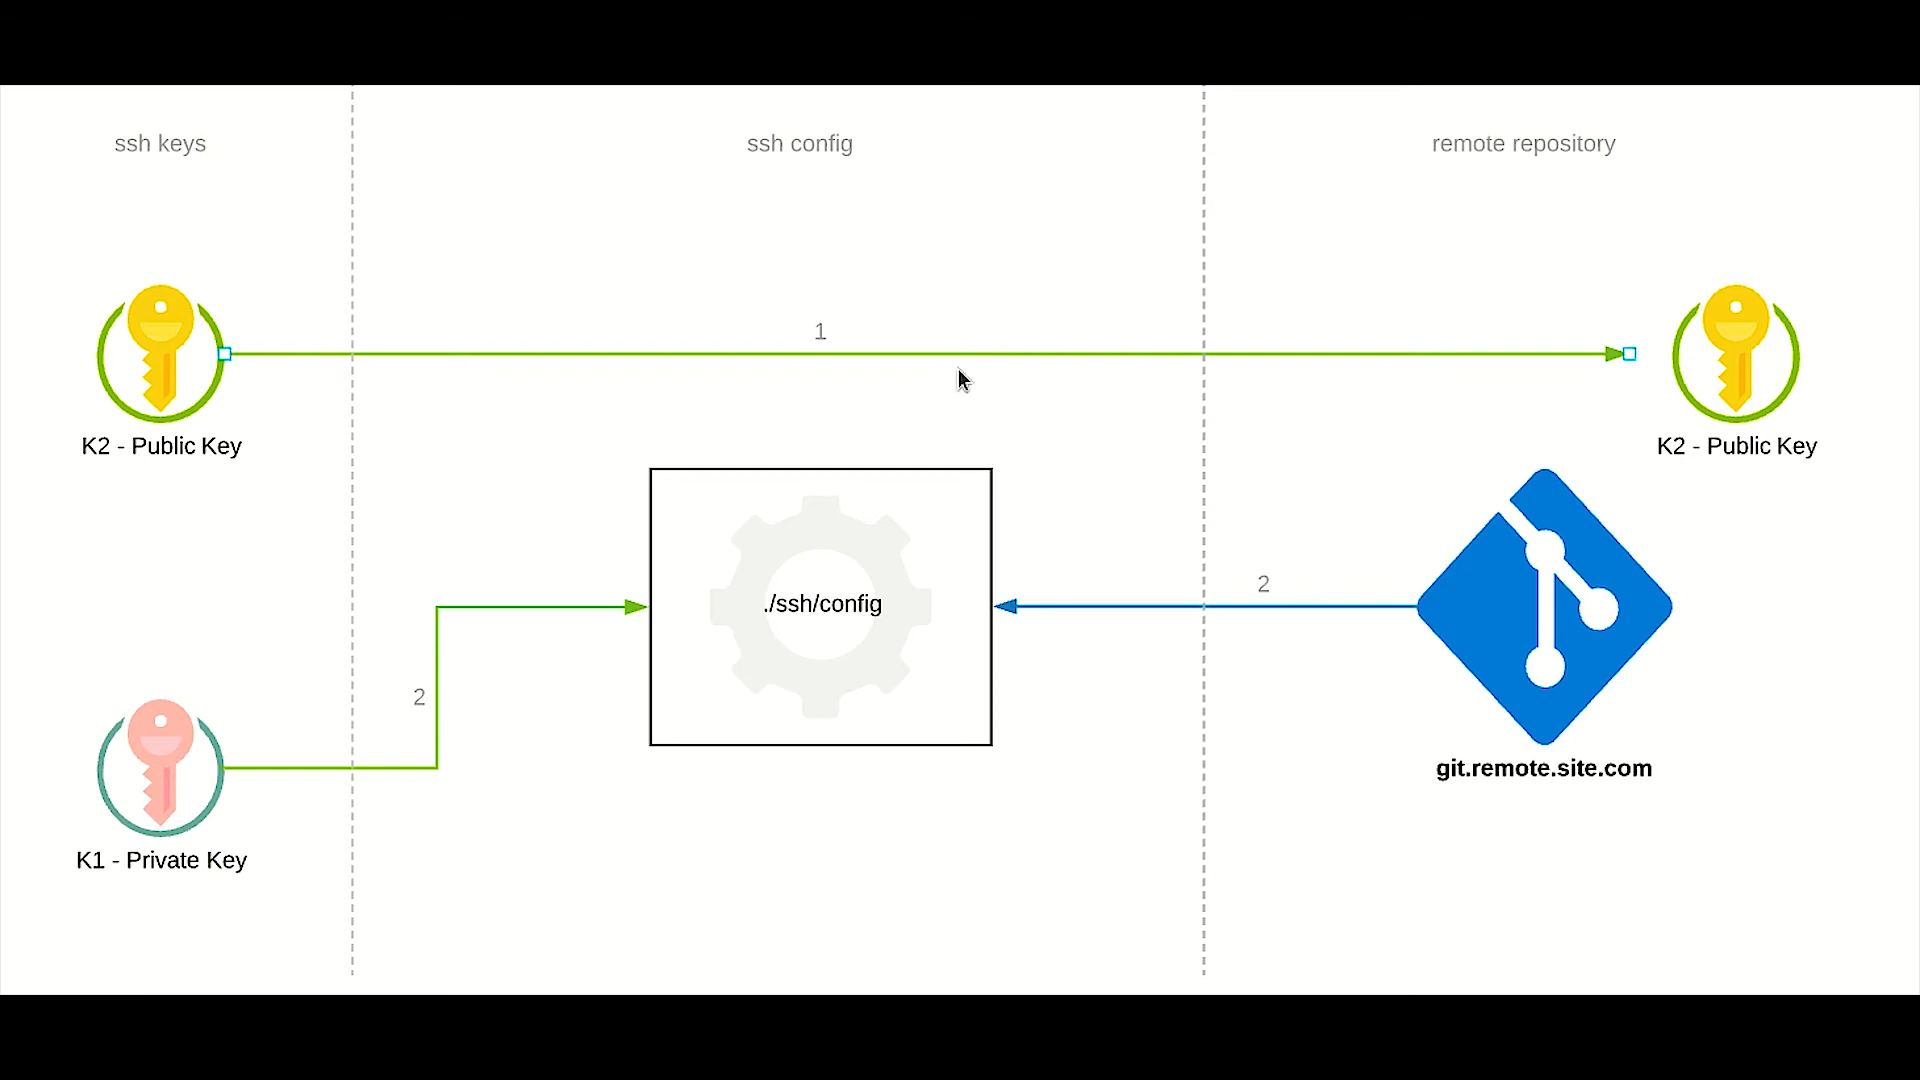 ssh keys
ssh config
remote repository
1
K2 - Public Key
K2 - Public Key
2
./ssh/config
2
git.remote.site.com
K1 - Private Key